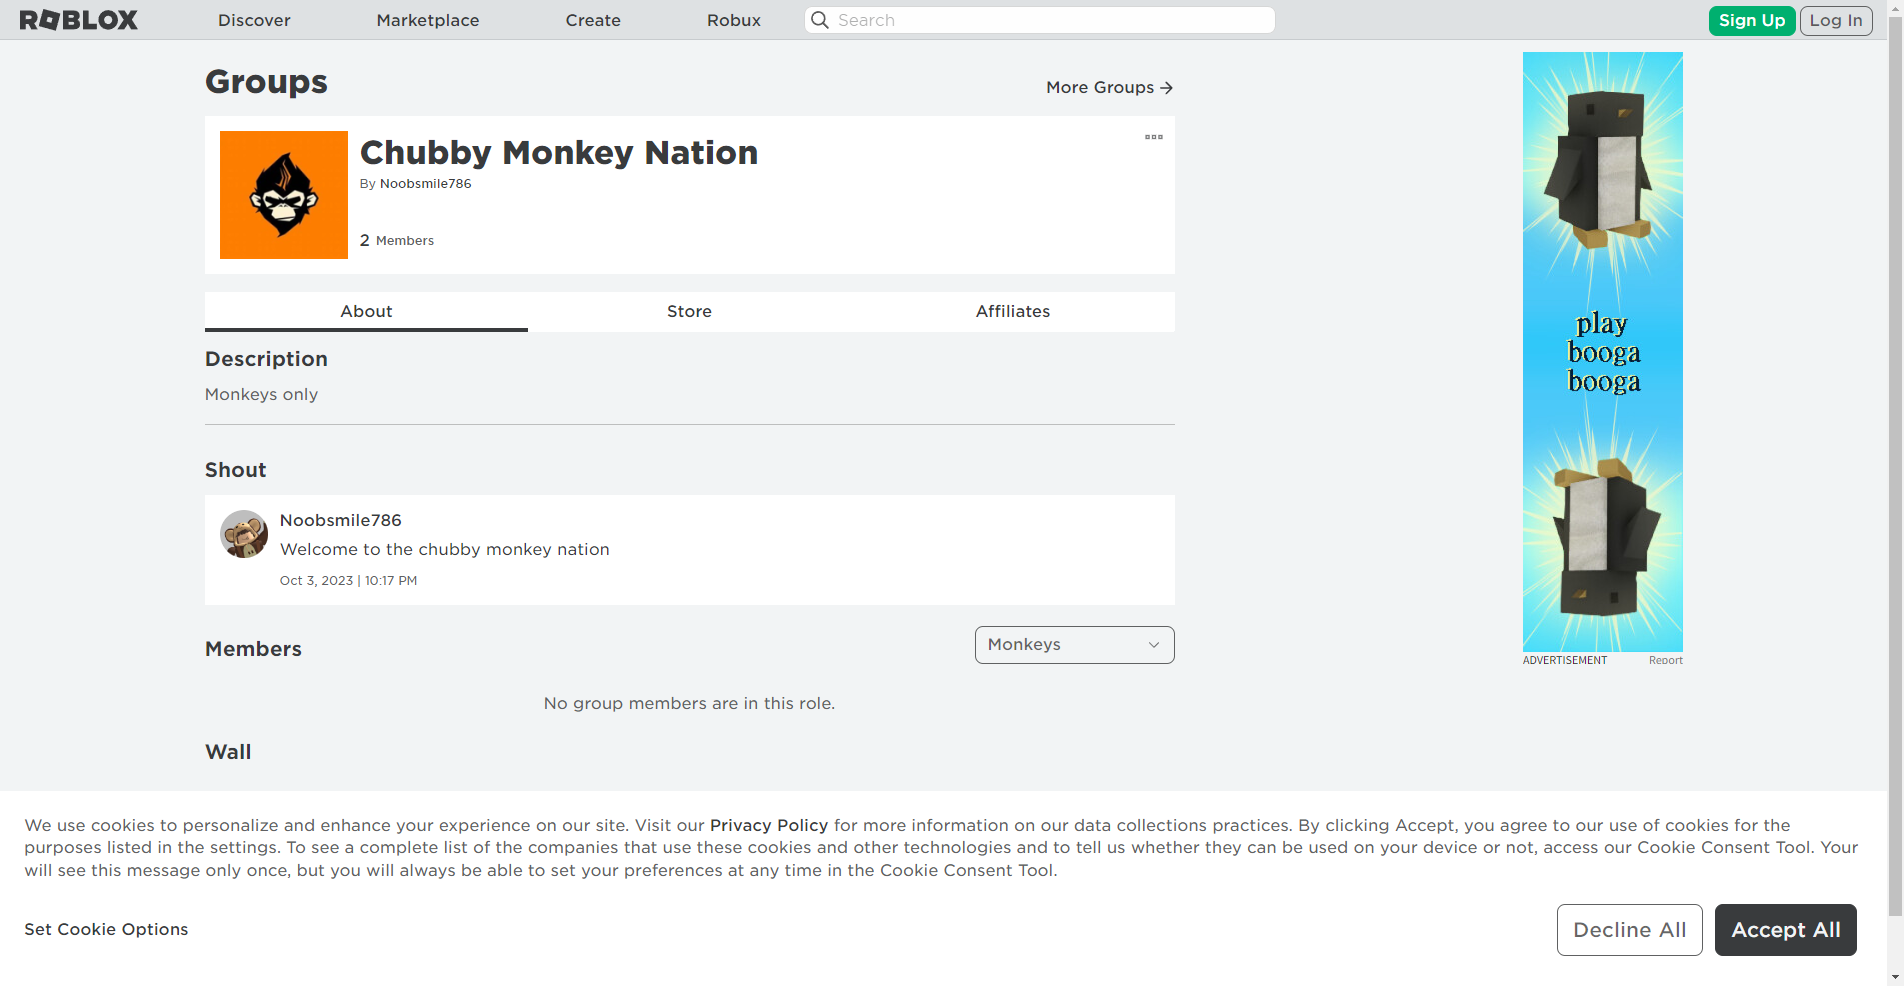 ROBLOX
Discover
Marketplace
Create
Robux
Search
Sign Up
Log In
Groups
More Groups
Chubby Monkey Nation
By Noobsmile786
2 Members
About
Store
Affiliates
Description
Monkeys only
Shout
Noobsmile786
Welcome to the chubby monkey nation
Oct 3, 2023 | 10:17 PM
Members
Monkeys
No group members are in this role.
Wall
play
booga
booga
ADVERTISEMENT
Report
We use cookies to personalize and enhance your experience on our site. Visit our Privacy Policy for more information on our data collections practices. By clicking Accept, you agree to our use of cookies for the
purposes listed in the settings. To see a complete list of the companies that use these cookies and other technologies and to tell us whether they can be used on your device or not, access our Cookie Consent Tool. Your
will see this message only once, but you will always be able to set your preferences at any time in the Cookie Consent Tool.
Set Cookie Options
Decline All
Accept All